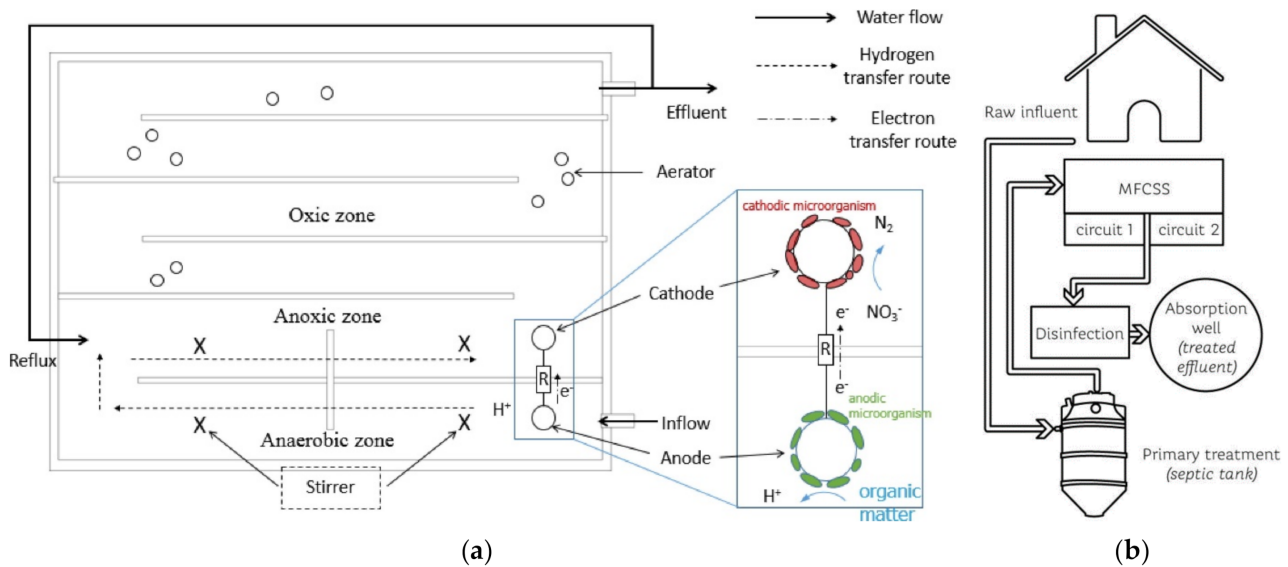 Water flow
Hydrogen
transfer route
Electron
transfer route
Effluent
Aerator
Oxic zone
Cathode
Anoxic zone
Reflux
X
X
R
e-
H+
X
X
Inflow
Anaerobic zone
Anode
Stirrer
cathodic microorganism
N2
NO3-
e-
R
e-
anodic
microorganism
H+
organic
matter
(a)
Raw influent
MFCSS
circuit 1
circuit 2
Disinfection
Absorption
well
(treated
effluent)
Primary treatment
(septic tank)
(b)